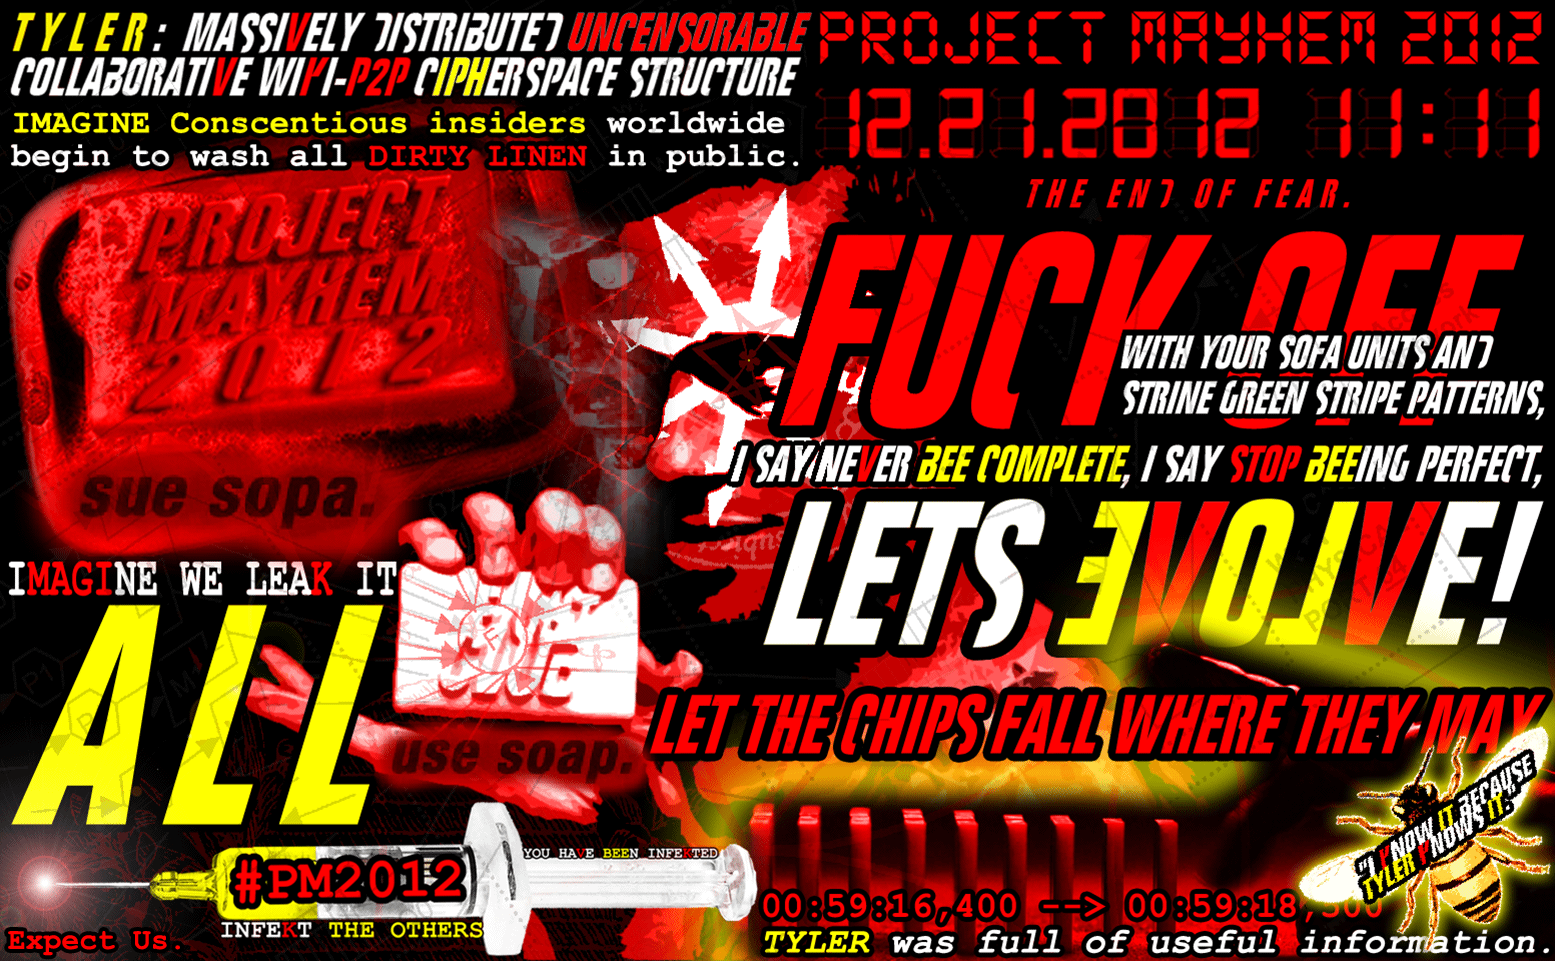 TYLER: MASSIVELY DISTRIBUTED UNCENSORABLE
COLLABORATIVE WIKI-P2P CIPHERSPACE STRUCTURE
IMAGINE Conscentious insiders worldwide
begin to wash all DIRTY LINEN in public.
PROJECT MAYHEM 2012
12.21.2012 11:11
THE END OF FEAR.
PROJECT
MAYHEM
2012
sue sopa.
FUCK OFF
WITH YOUR SOFA UNITS AND
STRINE GREEN STRIPE PATTERNS,
I SAY NEVER BEE COMPLETE, I SAY STOP BEEING PERFECT,
LETS EVOLVE!
IMAGINE WE LEAK IT
ALL
use soap.
LET THE CHIPS FALL WHERE THEY MAY
"I KNOW IT BECAUSE
TYLER KNOWS IT."
YOU HAVE BEEN INFEKTED
#PM2012
INFEKT THE OTHERS
Expect Us.
00:59:16,400 --> 00:59:18,300
TYLER was full of useful information.